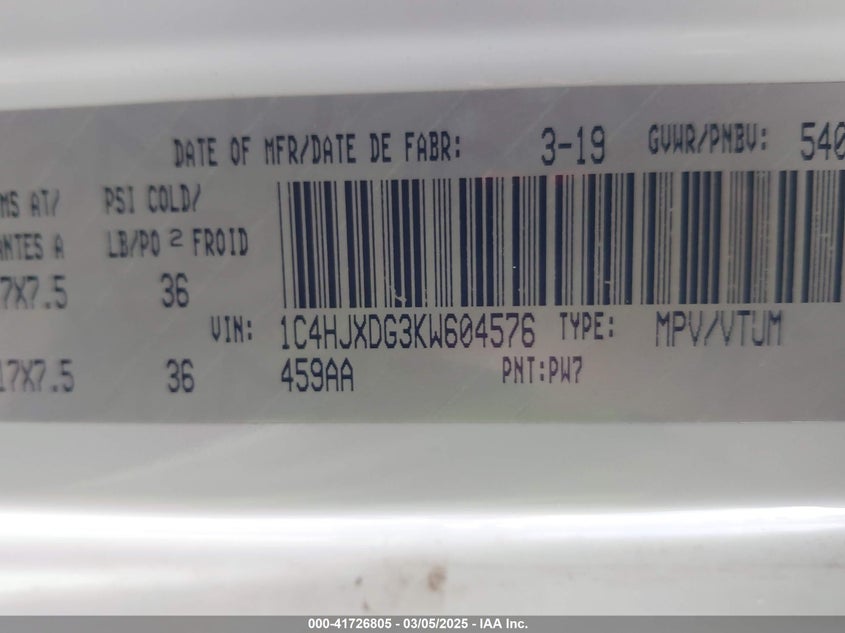 DATE OF MFR/DATE DE FABR: 3-19 GVWR/PNBV: 540
MS AT/ PSI COLD/
ANTES A LB/PO 2 FROID
7X7.5 36
VIN: 1C4HJXDG3KW604576 TYPE: MPV/VTUM
17X7.5 36 459AA PNT:PW7
000-41726805 - 03/05/2025 - IAA Inc.